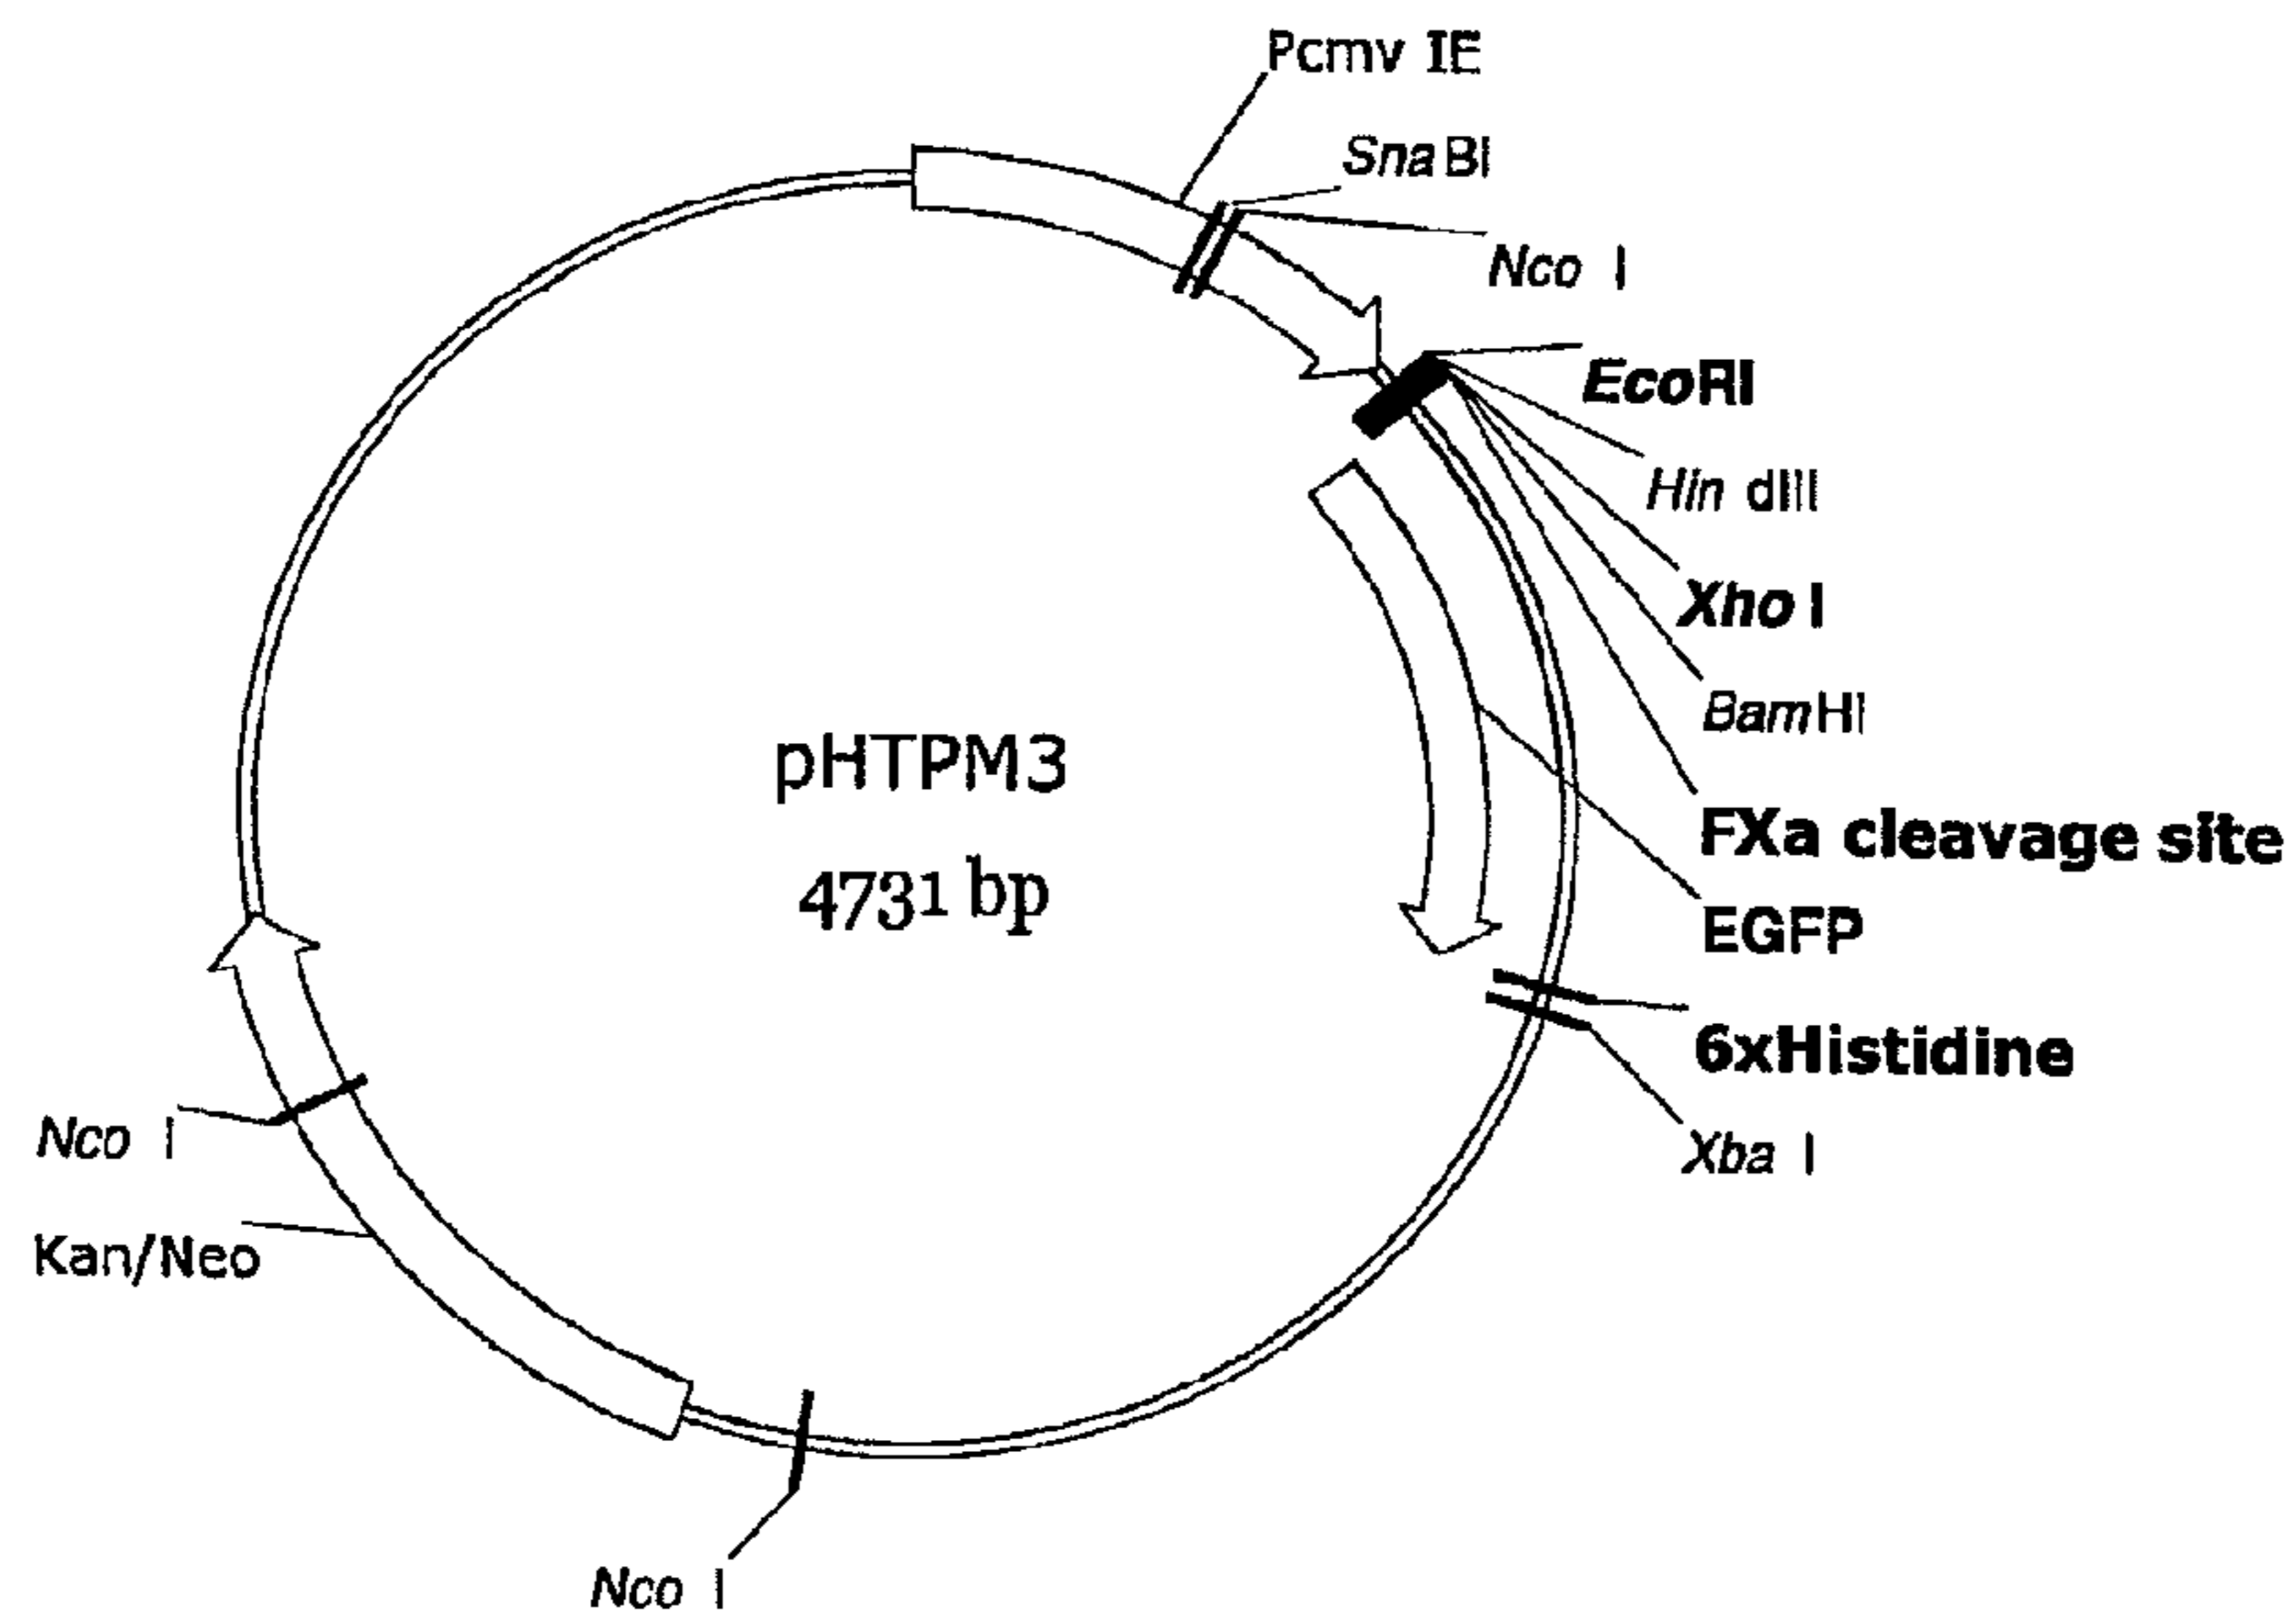 Pcmv IE
SnaBI
Nco I
EcoRI
Hin dIII
Xho I
BamHI
FXa cleavage site
EGFP
6xHistidine
Xba I
pHTPM3
4731 bp
Nco I
Kan/Neo
Nco I